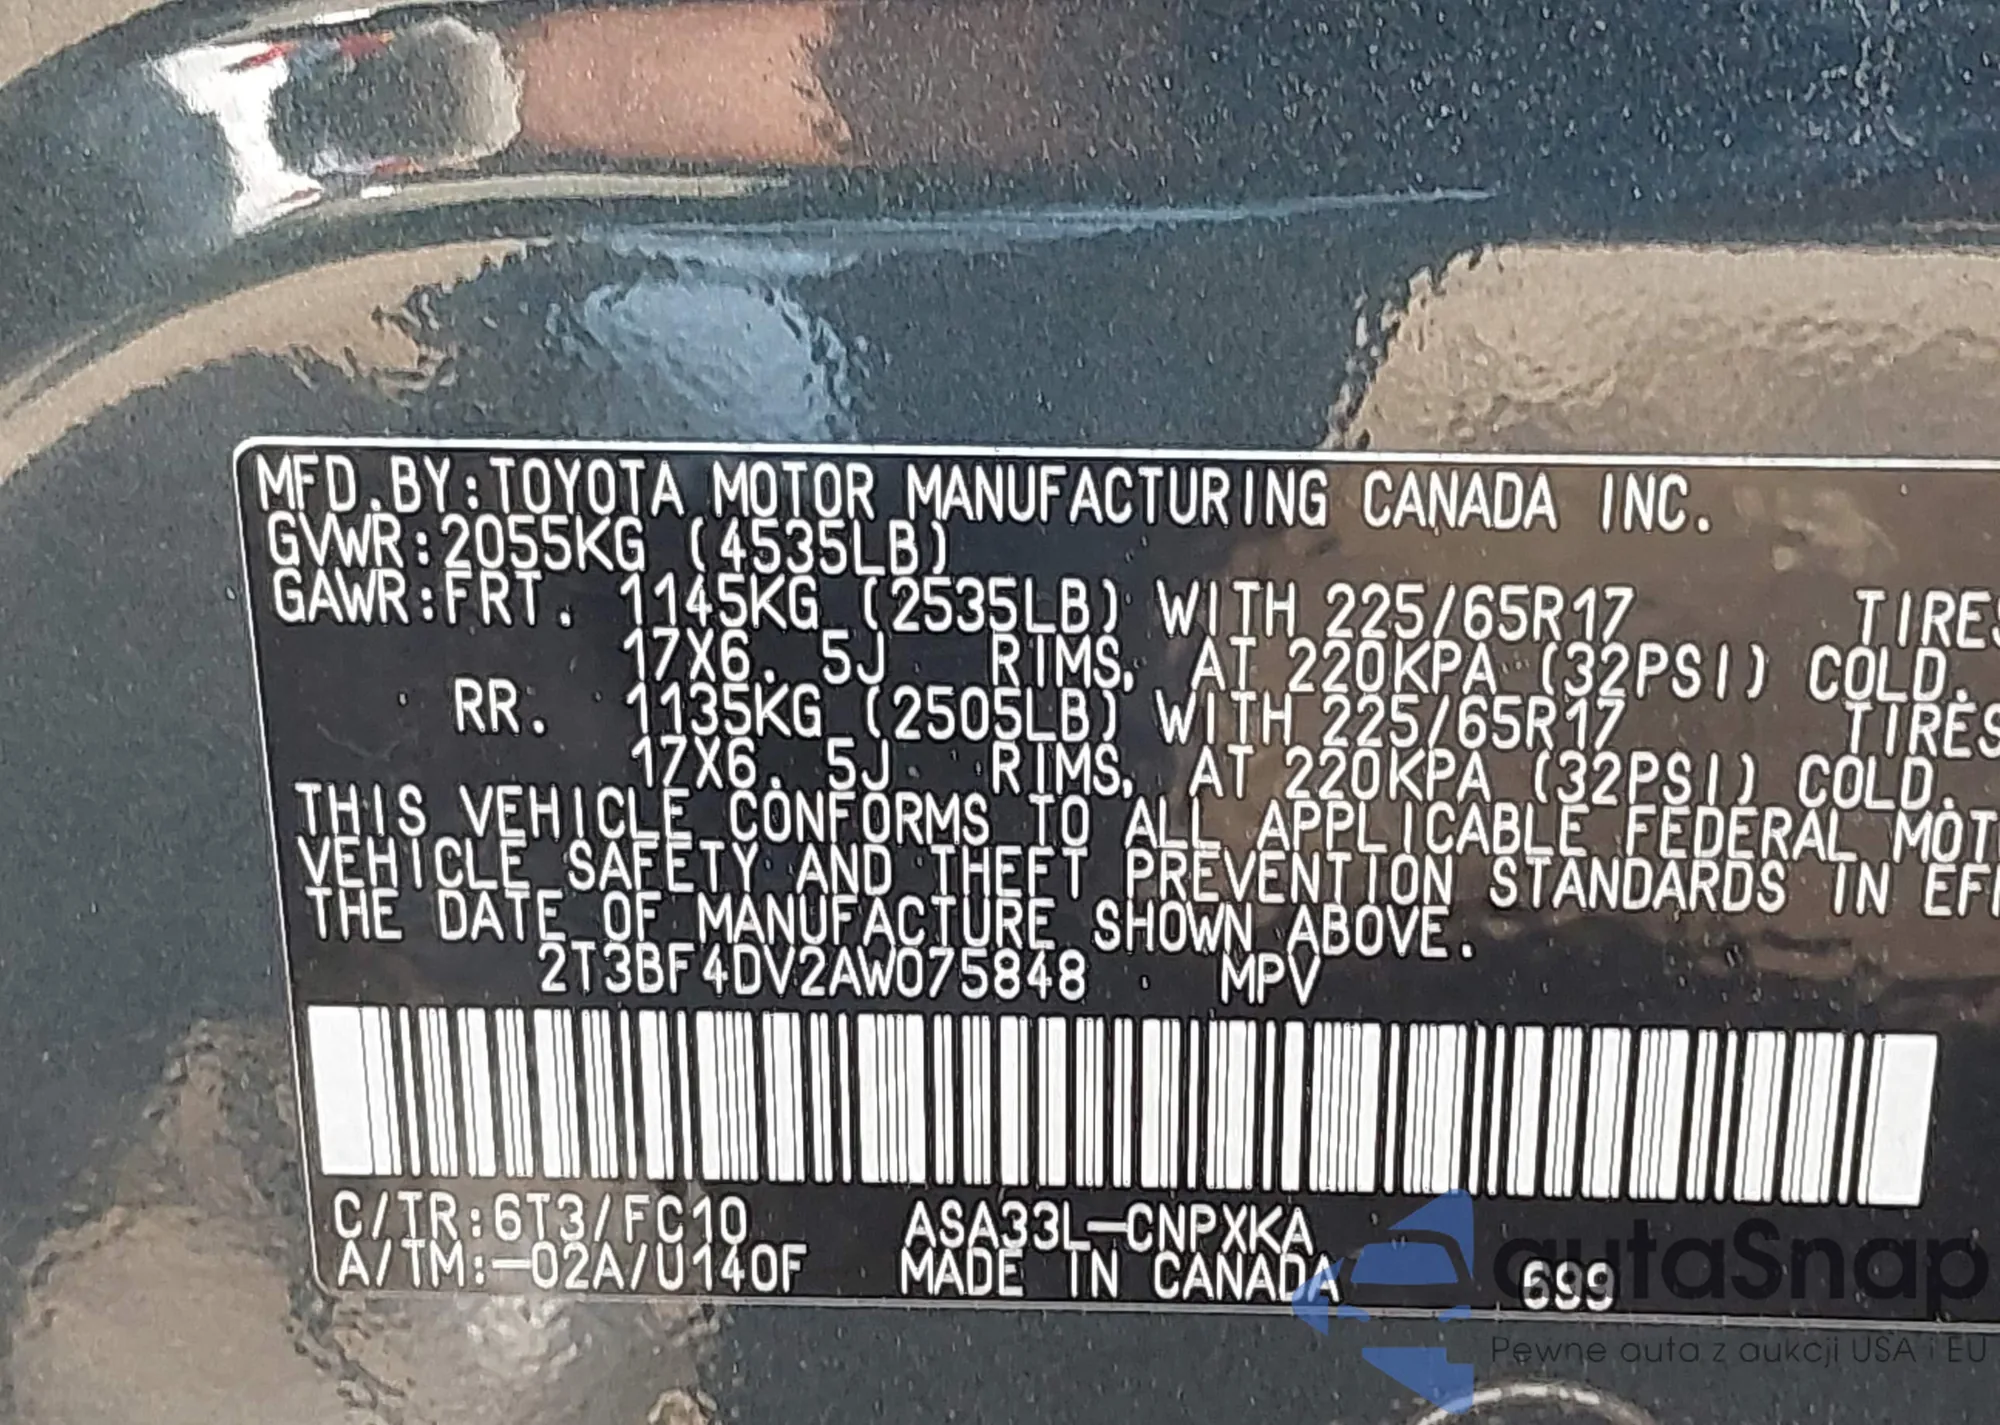 MFD.BY:TOYOTA MOTOR MANUFACTURING CANADA INC.
GVWR:2055KG (4535LB)
GAWR:FRT. 1145KG (2535LB) WITH 225/65R17 TIRES
17X6.5J RIMS, AT 220KPA (32PSI) COLD.
RR. 1135KG (2505LB) WITH 225/65R17 TIRES
17X6.5J RIMS, AT 220KPA (32PSI) COLD.
THIS VEHICLE CONFORMS TO ALL APPLICABLE FEDERAL MOT
VEHICLE SAFETY AND THEFT PREVENTION STANDARDS IN EFF
THE DATE OF MANUFACTURE SHOWN ABOVE.
2T3BF4DV2AW075848 MPV
C/TR:6T3/FC10 ASA33L-CNPXKA
A/TM:-02A/U140F MADE IN CANADA 699
autaSnap
Pewne auta z aukcji USA i EU